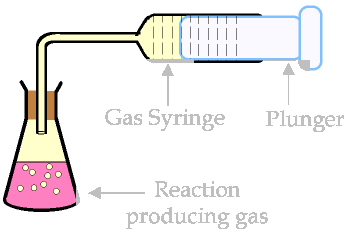 Gas Syringe
Plunger
Reaction
producing gas